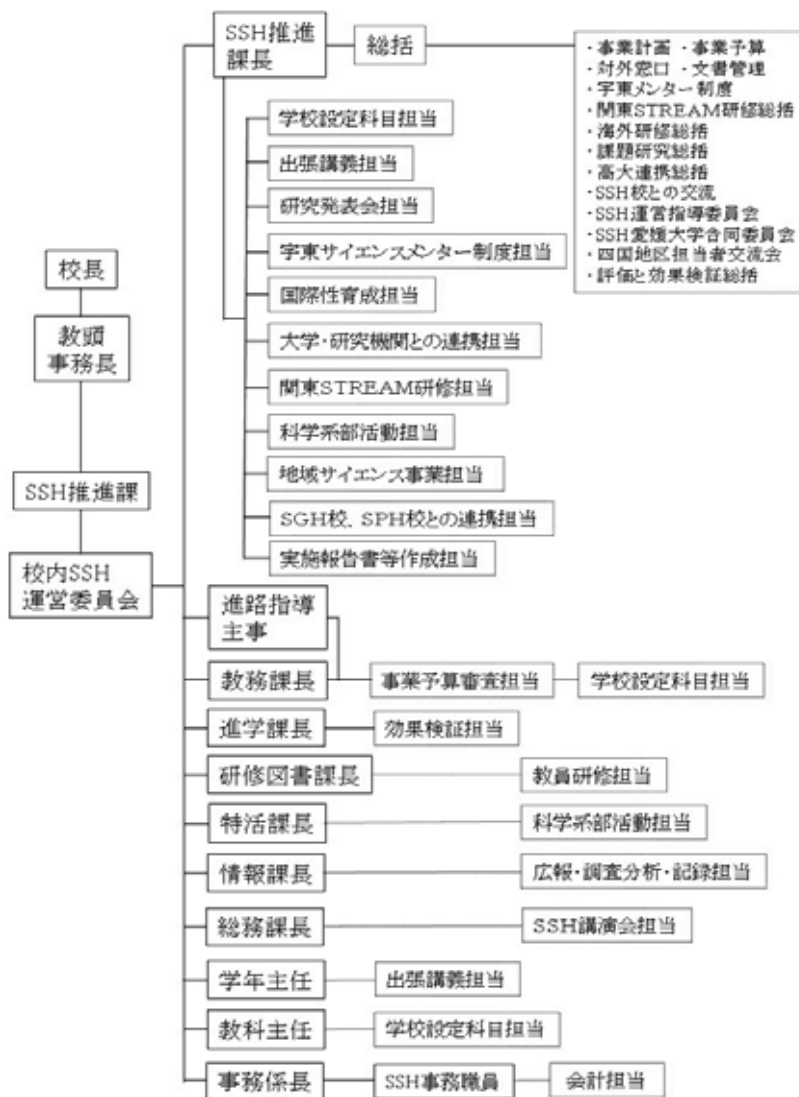 校長
教頭
事務長
SSH推進課
校内SSH
運営委員会
SSH推進
課長
総括
・事業計画 ・事業予算
・対外窓口 ・文書管理
・宇東メンター制度
・関東STREAM研修総括
・海外研修総括
・課題研究総括
・高大連携総括
・SSH校との交流
・SSH運営指導委員会
・SSH愛媛大学合同委員会
・四国地区担当者交流会
・評価と効果検証総括
学校設定科目担当
出張講義担当
研究発表会担当
宇東サイエンスメンター制度担当
国際性育成担当
大学・研究機関との連携担当
関東STREAM研修担当
科学系部活動担当
地域サイエンス事業担当
SGH校、SPH校との連携担当
実施報告書等作成担当
進路指導
主事
教務課長
事業予算審査担当
学校設定科目担当
進学課長
効果検証担当
研修図書課長
教員研修担当
特活課長
科学系部活動担当
情報課長
広報・調査分析・記録担当
総務課長
SSH講演会担当
学年主任
出張講義担当
教科主任
学校設定科目担当
事務係長
SSH事務職員
会計担当